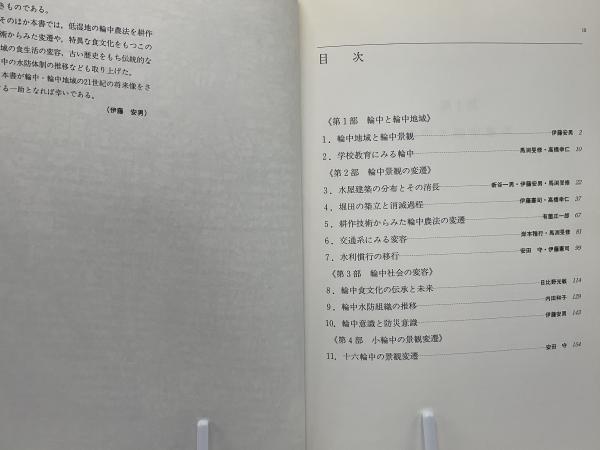 きものである。
そのほか本書では，低湿地の輪中農法を耕作
術からみた変遷や，特異な食文化をもつこの
域の食生活の変容，古い歴史をもち伝統的な
中の水防体制の推移なども取り上げた。
本書が輪中・輪中地域の21世紀の将来像をさ
る一助となれば幸いである。
（伊藤 安男）
目 次
《第1部 輪中と輪中地域》
1．輪中地域と輪中景観 伊藤安男 2
2．学校教育にみる輪中 馬渕旻修・高橋幸仁 10
《第2部 輪中景観の変遷》
3．水屋建築の分布とその消長 新谷一男・伊藤安男・馬渕旻修 22
4．堀田の築立と消滅過程 伊藤憲司・高橋幸仁 37
5．耕作技術からみた輪中農法の変遷 有薗正一郎 67
6．交通系にみる変容 岸本雅行・馬渕旻修 81
7．水利慣行の移行 安田 守・伊藤憲司 99
《第3部 輪中社会の変容》
8．輪中食文化の伝承と未来 日比野光敏 114
9．輪中水防組織の推移 内田和子 129
10．輪中意識と防災意識 伊藤安男 143
《第4部 小輪中の景観変遷》
11．十六輪中の景観変遷 安田 守 154